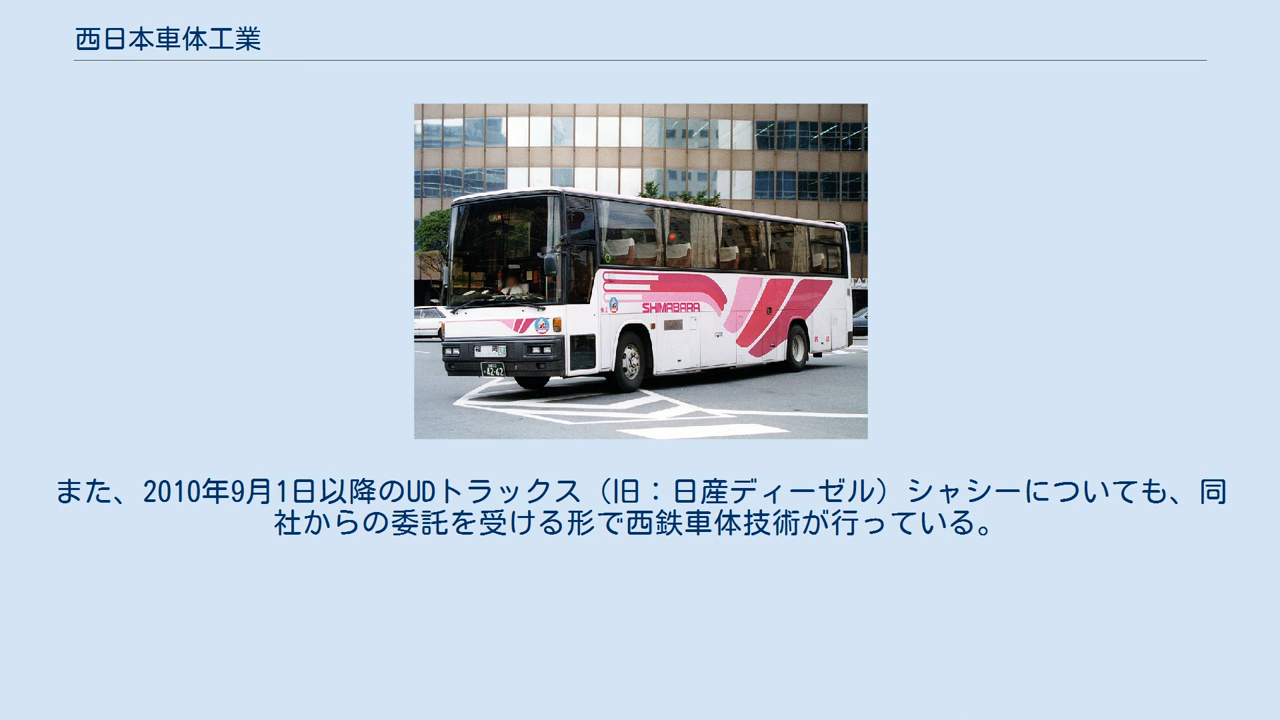 西日本車体工業
SHIMABARA
42-42
また、2010年9月1日以降のUDトラックス（旧：日産ディーゼル）シャシーについても、同
社からの委託を受ける形で西鉄車体技術が行っている。